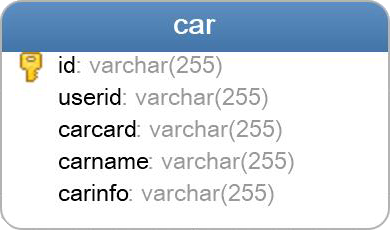 car
id: varchar(255)
userid: varchar(255)
carcard: varchar(255)
carname: varchar(255)
carinfo: varchar(255)